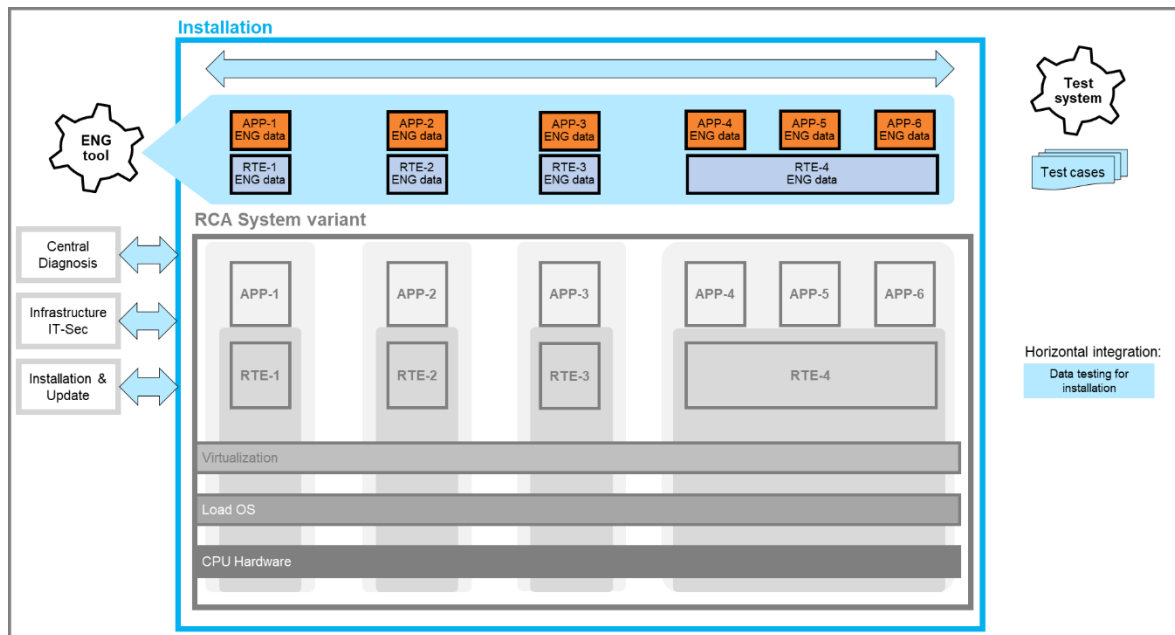 Installation
ENG
tool
APP-1
ENG data
APP-2
ENG data
APP-3
ENG data
APP-4
ENG data
APP-5
ENG data
APP-6
ENG data
RTE-1
ENG data
RTE-2
ENG data
RTE-3
ENG data
RTE-4
ENG data
Test
system
Test cases
RCA System variant
Central
Diagnosis
Infrastructure
IT-Sec
Installation &
Update
APP-1
APP-2
APP-3
APP-4
APP-5
APP-6
RTE-1
RTE-2
RTE-3
RTE-4
Virtualization
Load OS
CPU Hardware
Horizontal integration:
Data testing for
installation